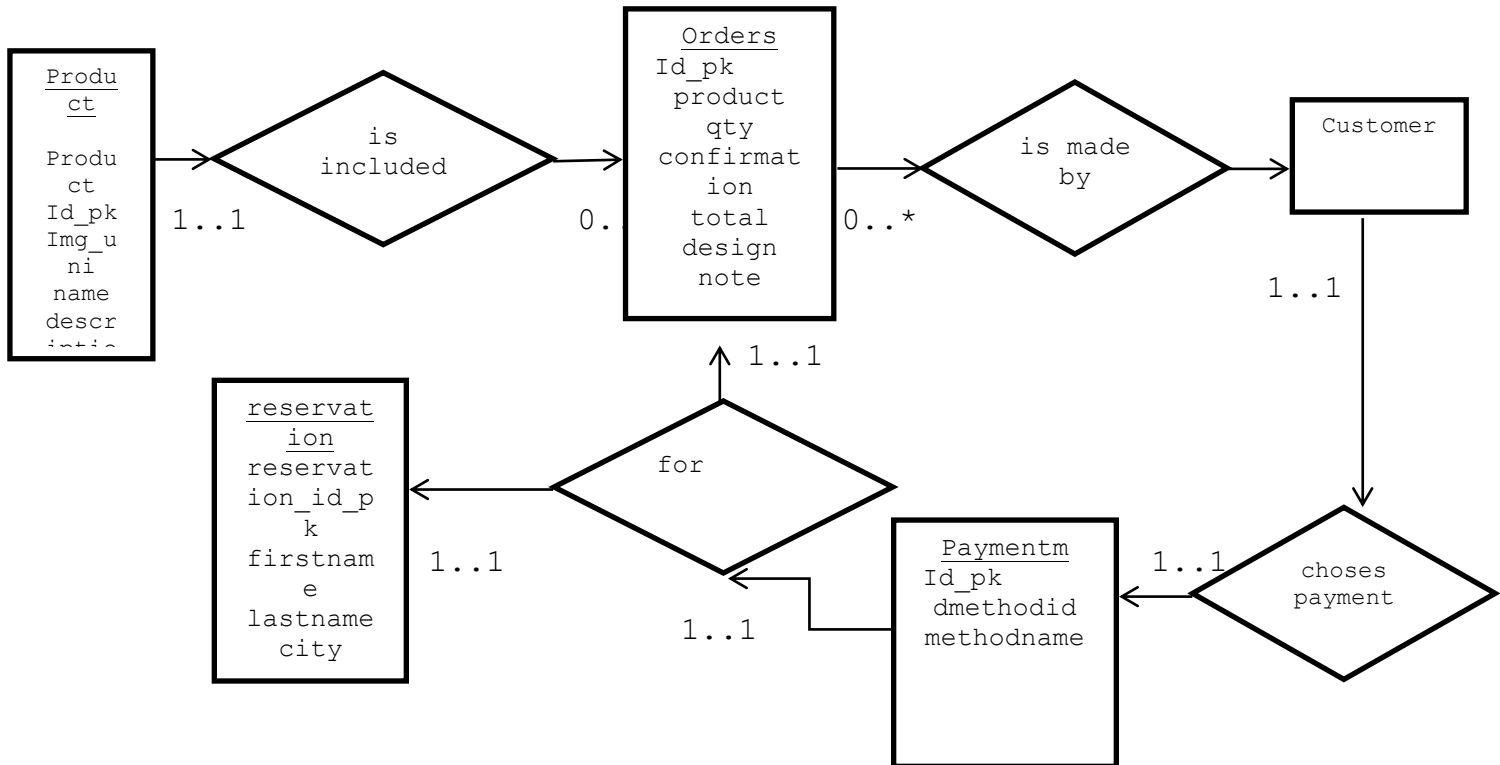 Produ
ct
Produ
ct
Id_pk
Img_u
ni
name
descr
is
included
1..1
0..
Orders
Id_pk
product
qty
confirmat
ion
total
design
note
0..*
is made
by
Customer
1..1
1..1
reservat
ion
reservat
ion_id_p
k
firstnam
e
lastname
city
1..1
for
1..1
Paymentm
Id_pk
dmethodid
methodname
1..1
choses
payment